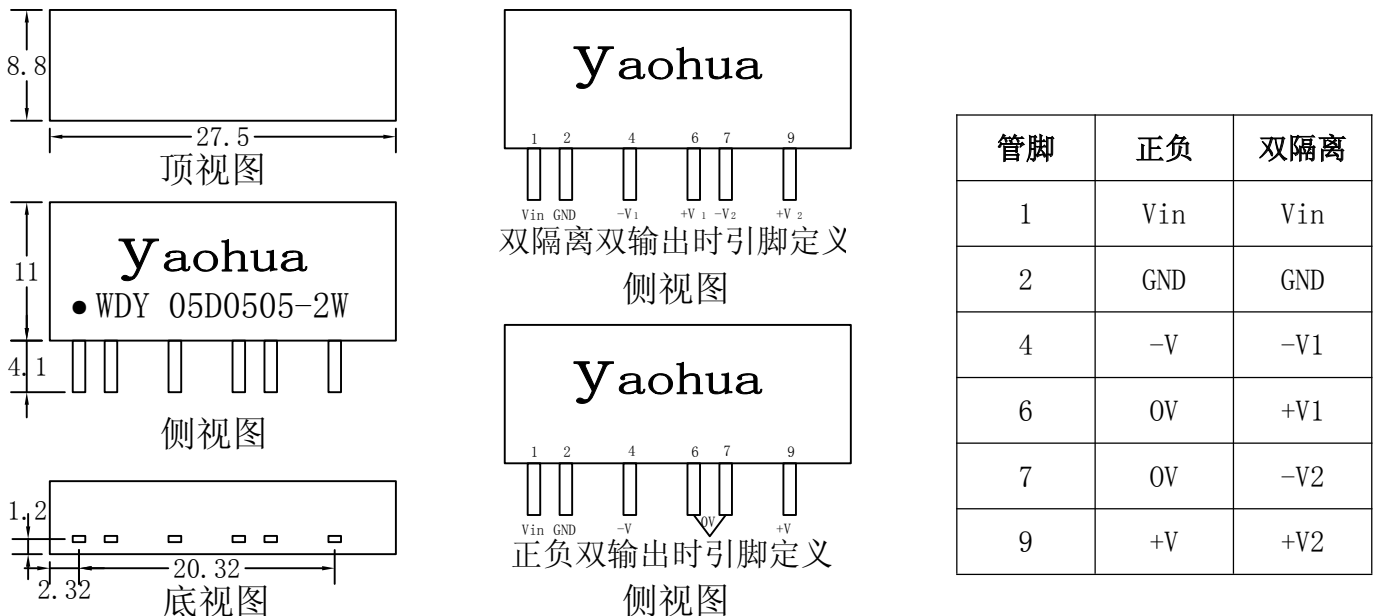 8.8
27.5
顶视图
yaohua
● WDY 05D0505-2W
11
4.1
侧视图
1.2
20.32
2.32
底视图
yaohua
1 2 4 6 7 9
Vin GND -V1 +V1 -V2 +V2
双隔离双输出时引脚定义
侧视图
yaohua
1 2 4 6 7 9
Vin GND -V 0V +V
正负双输出时引脚定义
侧视图
管脚 正负 双隔离
1 Vin Vin
2 GND GND
4 -V -V1
6 0V +V1
7 0V -V2
9 +V +V2